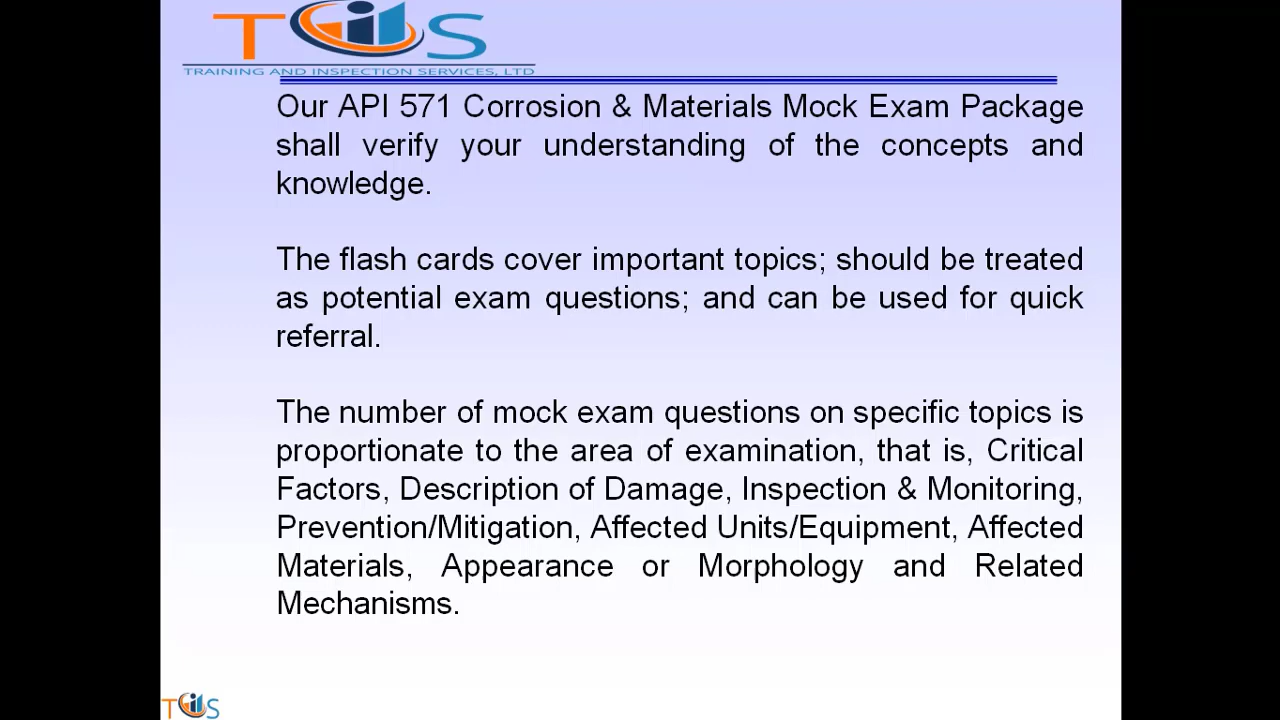 TiS
TRAINING AND INSPECTION SERVICES, LTD
Our API 571 Corrosion & Materials Mock Exam Package
shall verify your understanding of the concepts and
knowledge.
The flash cards cover important topics; should be treated
as potential exam questions; and can be used for quick
referral.
The number of mock exam questions on specific topics is
proportionate to the area of examination, that is, Critical
Factors, Description of Damage, Inspection & Monitoring,
Prevention/Mitigation, Affected Units/Equipment, Affected
Materials, Appearance or Morphology and Related
Mechanisms.
TiS